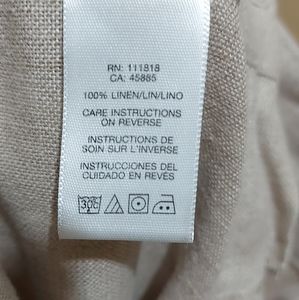 RN: 111818
CA: 45885
100% LINEN/LIN/LINO
CARE INSTRUCTIONS
ON REVERSE
INSTRUCTIONS DE
SOIN SUR L'INVERSE
INSTRUCCIONES DEL
CUIDADO EN REVÉS